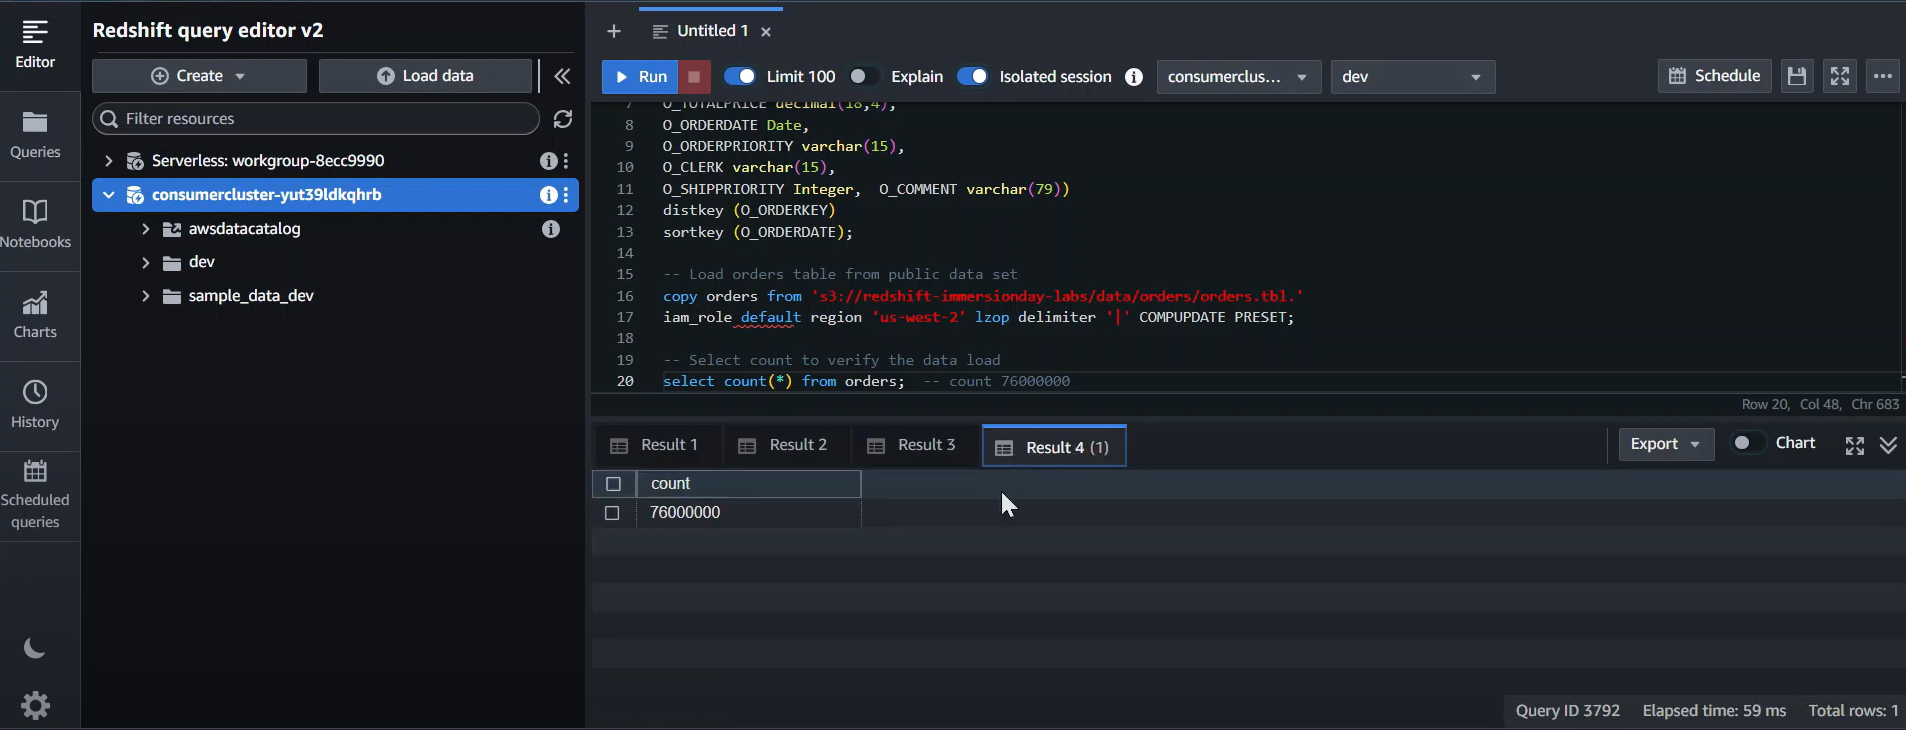 Editor
Queries
Notebooks
Charts
History
Scheduled
queries
Redshift query editor v2
Create
Load data
Filter resources
Serverless: workgroup-8ecc9990
consumercluster-yut39ldkqhrb
awsdatacatalog
dev
sample_data_dev
Untitled 1
Run
Limit 100
Explain
Isolated session
consumerclus...
dev
Schedule
7 O_TOTALPRICE decimal(18,4),
8 O_ORDERDATE Date,
9 O_ORDERPRIORITY varchar(15),
10 O_CLERK varchar(15),
11 O_SHIPPRIORITY Integer,  O_COMMENT varchar(79))
12 distkey (O_ORDERKEY)
13 sortkey (O_ORDERDATE);
14
15 -- Load orders table from public data set
16 copy orders from 's3://redshift-immersionday-labs/data/orders/orders.tbl.'
17 iam_role default region 'us-west-2' lzop delimiter '|' COMPUPDATE PRESET;
18
19 -- Select count to verify the data load
20 select count(*) from orders;  -- count 76000000
Row 20, Col 48, Chr 683
Result 1
Result 2
Result 3
Result 4 (1)
Export
Chart
count
76000000
Query ID 3792 Elapsed time: 59 ms Total rows: 1